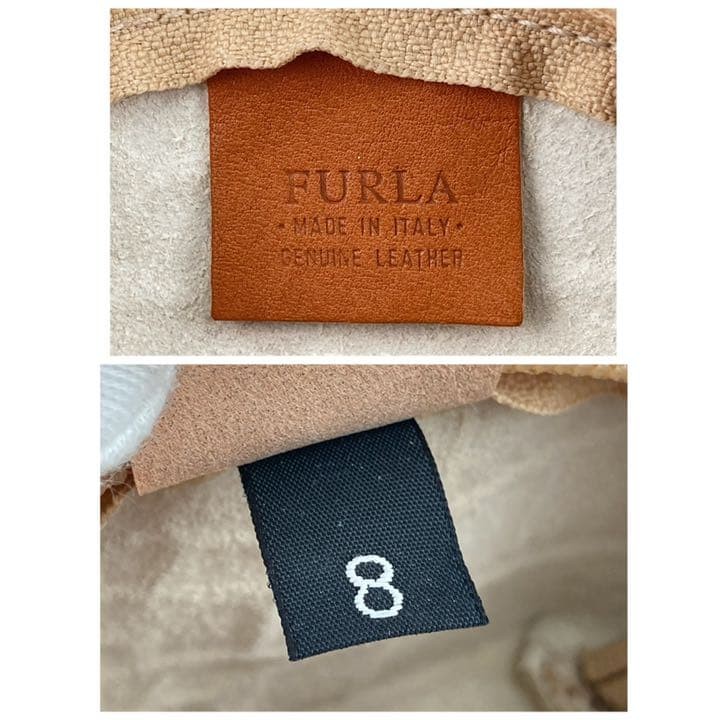 FURLA
• MADE IN ITALY •
GENUINE LEATHER
8